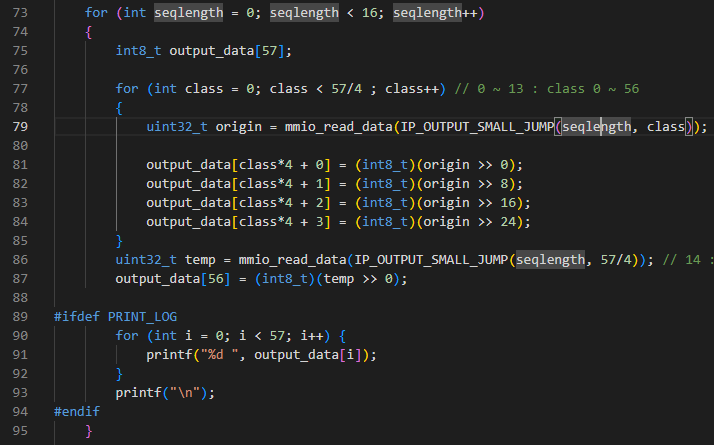 73 for (int seqlength = 0; seqlength < 16; seqlength++)
74 {
75 int8_t output_data[57];
76
77 for (int class = 0; class < 57/4 ; class++) // 0 ~ 13 : class 0 ~ 56
78 {
79 uint32_t origin = mmio_read_data(IP_OUTPUT_SMALL_JUMP(seqlength, class));
80
81 output_data[class*4 + 0] = (int8_t)(origin >> 0);
82 output_data[class*4 + 1] = (int8_t)(origin >> 8);
83 output_data[class*4 + 2] = (int8_t)(origin >> 16);
84 output_data[class*4 + 3] = (int8_t)(origin >> 24);
85 }
86 uint32_t temp = mmio_read_data(IP_OUTPUT_SMALL_JUMP(seqlength, 57/4)); // 14 :
87 output_data[56] = (int8_t)(temp >> 0);
88
89 #ifdef PRINT_LOG
90 for (int i = 0; i < 57; i++) {
91 printf("%d ", output_data[i]);
92 }
93 printf("\n");
94 #endif
95 }